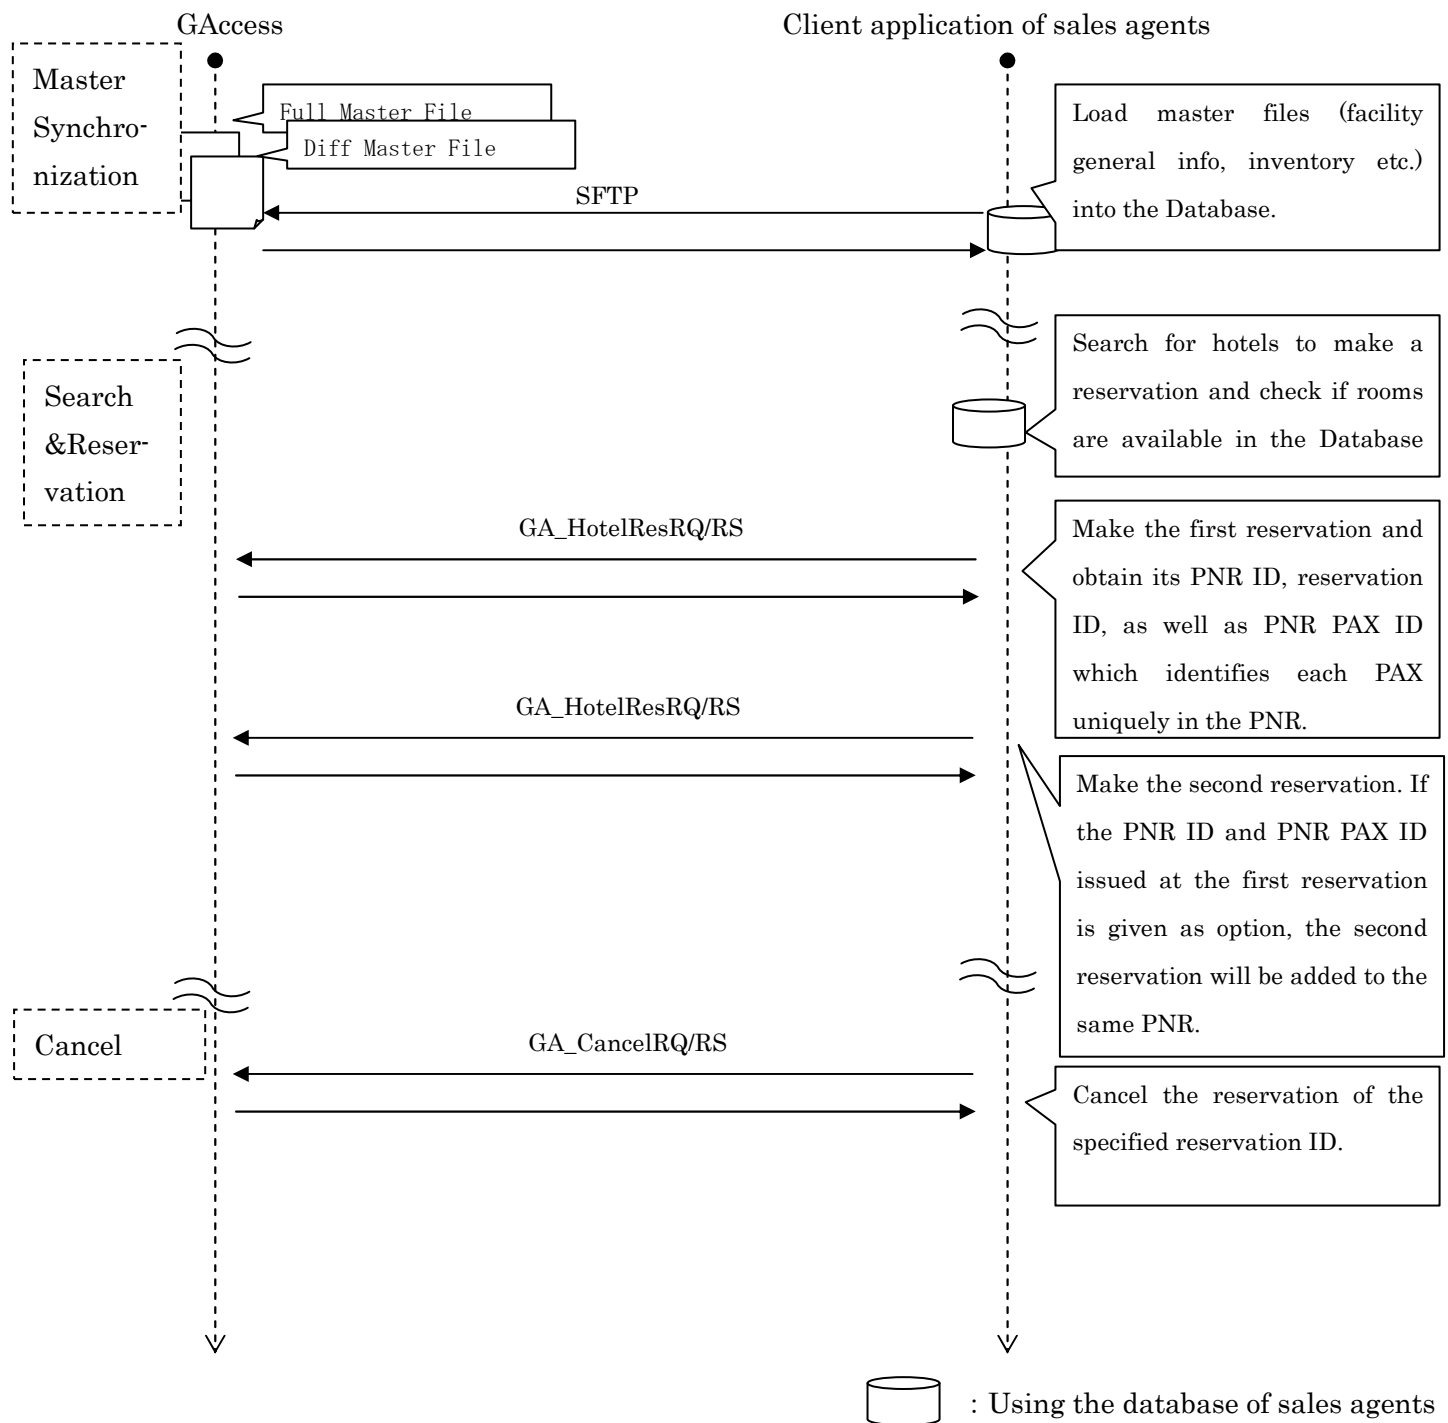 GAccess
Client application of sales agents
Master
Synchro-
nization
Full Master File
Diff Master File
SFTP
Load master files (facility
general info, inventory etc.)
into the Database.
Search
&Reser-
vation
Search for hotels to make a
reservation and check if rooms
are available in the Database
GA_HotelResRQ/RS
Make the first reservation and
obtain its PNR ID, reservation
ID, as well as PNR PAX ID
which identifies each PAX
uniquely in the PNR.
GA_HotelResRQ/RS
Make the second reservation. If
the PNR ID and PNR PAX ID
issued at the first reservation
is given as option, the second
reservation will be added to the
same PNR.
Cancel
GA_CancelRQ/RS
Cancel the reservation of the
specified reservation ID.
: Using the database of sales agents